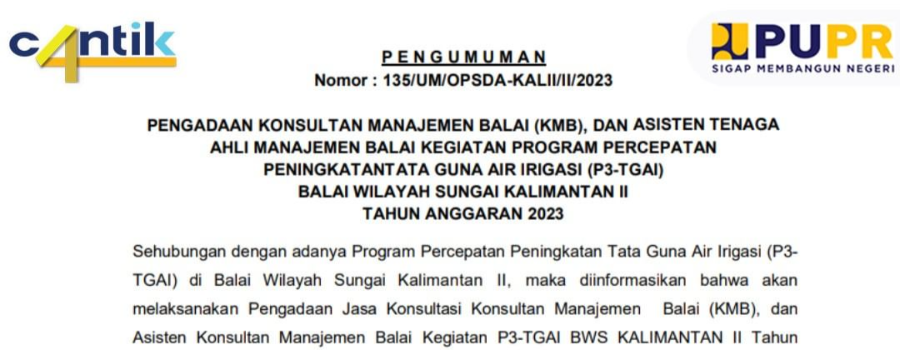 c4ntik
PUPR
SIGAP MEMBANGUN NEGERI
P E N G U M U M A N
Nomor : 135/UM/OPSDA-KALII/II/2023
PENGADAAN KONSULTAN MANAJEMEN BALAI (KMB), DAN ASISTEN TENAGA
AHLI MANAJEMEN BALAI KEGIATAN PROGRAM PERCEPATAN
PENINGKATANTATA GUNA AIR IRIGASI (P3-TGAI)
BALAI WILAYAH SUNGAI KALIMANTAN II
TAHUN ANGGARAN 2023
Sehubungan dengan adanya Program Percepatan Peningkatan Tata Guna Air Irigasi (P3-
TGAI) di Balai Wilayah Sungai Kalimantan II, maka diinformasikan bahwa akan
melaksanakan Pengadaan Jasa Konsultasi Konsultan Manajemen Balai (KMB), dan
Asisten Konsultan Manajemen Balai Kegiatan P3-TGAI BWS KALIMANTAN II Tahun